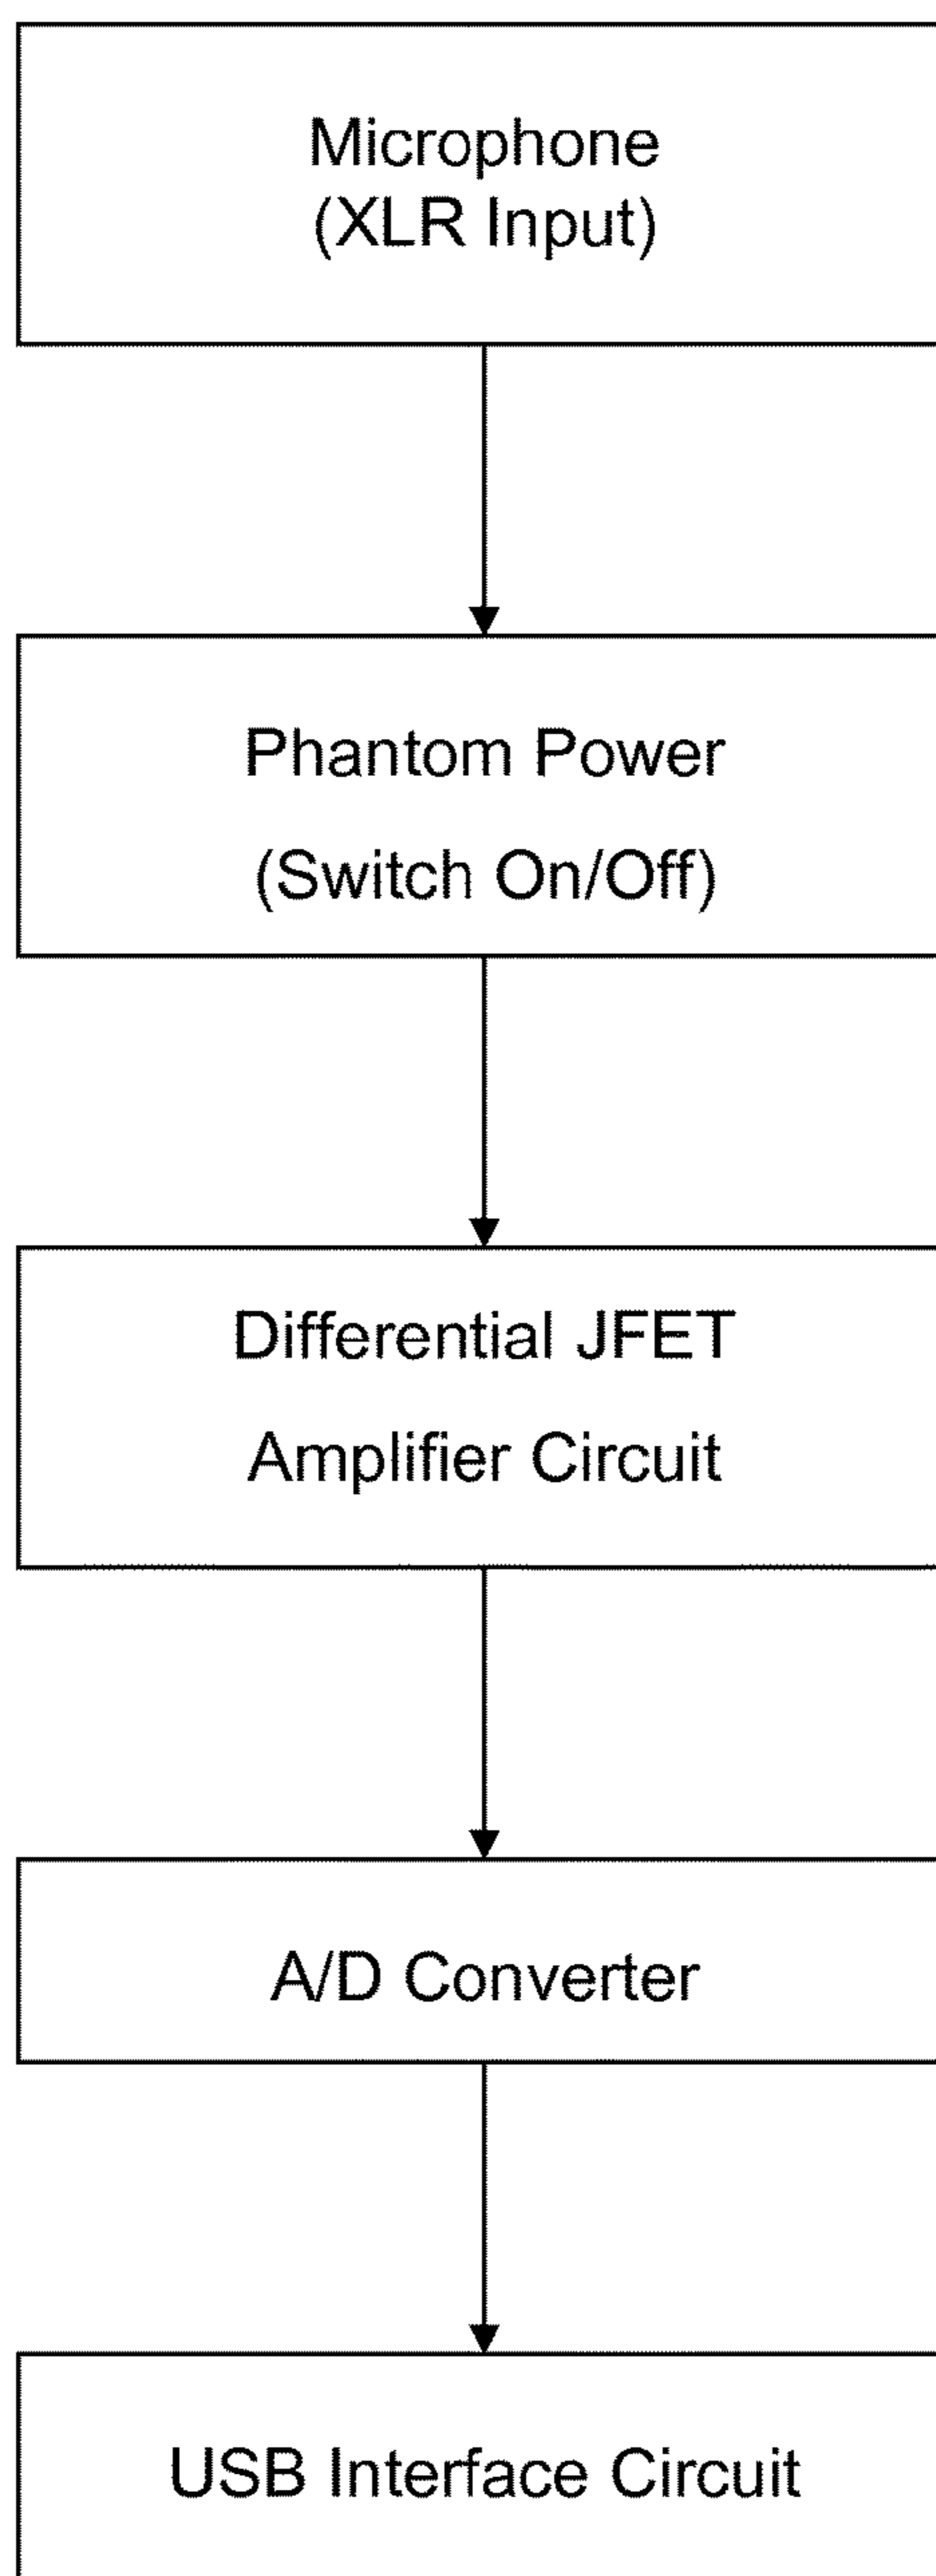 Microphone
(XLR Input)
Phantom Power
(Switch On/Off)
Differential JFET
Amplifier Circuit
A/D Converter
USB Interface Circuit